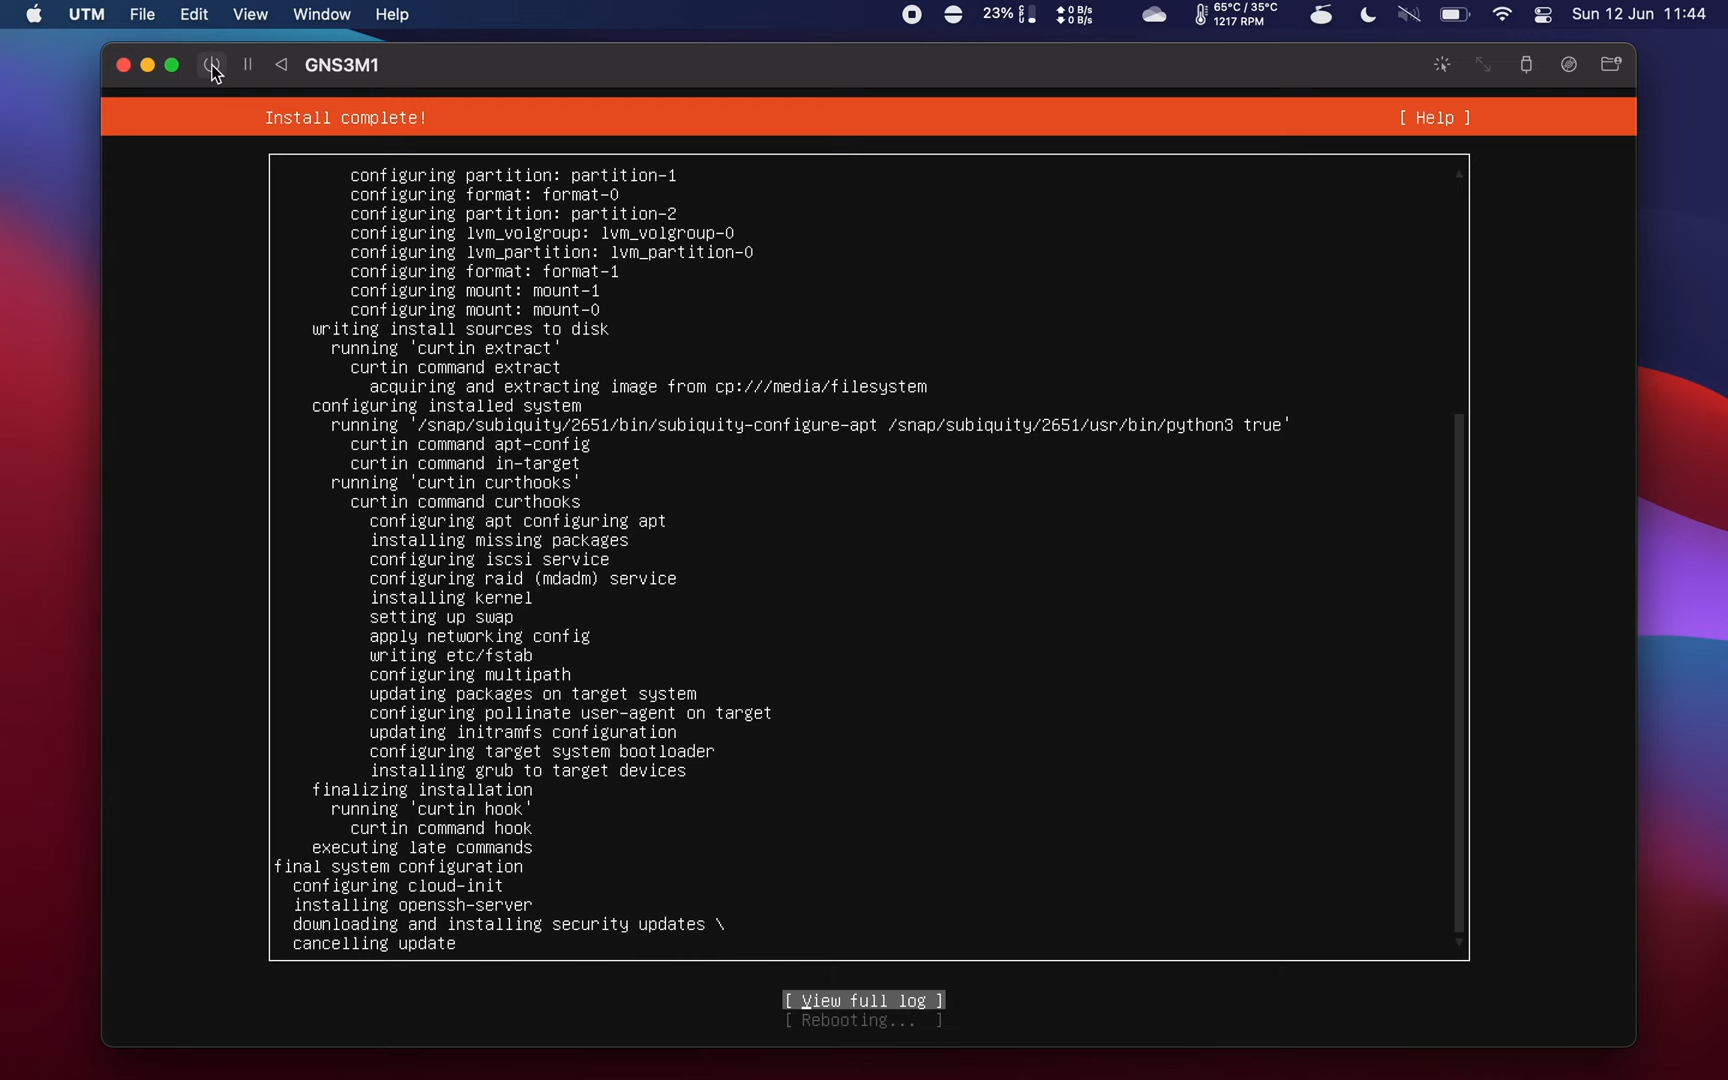 UTM File Edit View Window Help 23% 0 B/s 0 B/s 65°C / 35°C 1217 RPM Sun 12 Jun 11:44
GNS3M1
Install complete! [ Help ]
configuring partition: partition-1
configuring format: format-0
configuring partition: partition-2
configuring lvm_volgroup: lvm_volgroup-0
configuring lvm_partition: lvm_partition-0
configuring format: format-1
configuring mount: mount-1
configuring mount: mount-0
writing install sources to disk
running 'curtin extract'
curtin command extract
acquiring and extracting image from cp:///media/filesystem
configuring installed system
running '/snap/subiquity/2651/bin/subiquity-configure-apt /snap/subiquity/2651/usr/bin/python3 true'
curtin command apt-config
curtin command in-target
running 'curtin curthooks'
curtin command curthooks
configuring apt configuring apt
installing missing packages
configuring iscsi service
configuring raid (mdadm) service
installing kernel
setting up swap
apply networking config
writing etc/fstab
configuring multipath
updating packages on target system
configuring pollinate user-agent on target
updating initramfs configuration
configuring target system bootloader
installing grub to target devices
finalizing installation
running 'curtin hook'
curtin command hook
executing late commands
final system configuration
configuring cloud-init
installing openssh-server
downloading and installing security updates \
cancelling update
[ View full log ]
[ Rebooting... ]